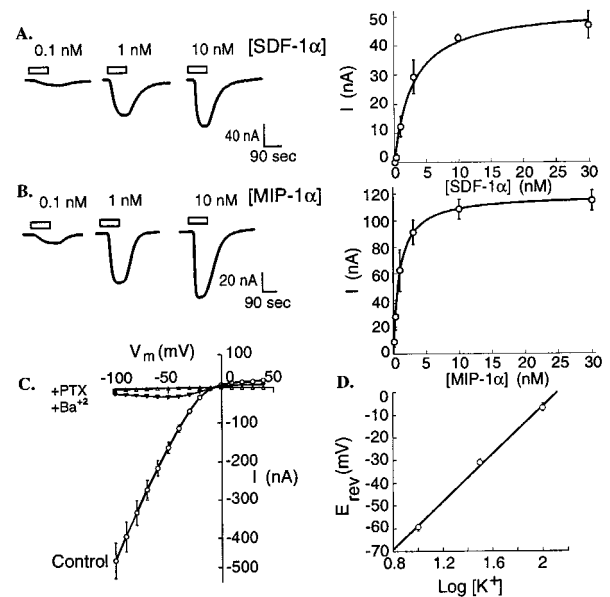 A.
0.1 nM 1 nM 10 nM [SDF-1α]
40 nA
90 sec
I (nA)
50
40
30
20
10
0
0 5 10 15 20 25 30
[SDF-1α] (nM)
B.
0.1 nM 1 nM 10 nM [MIP-1α]
20 nA
90 sec
I (nA)
120
100
80
60
40
20
0
0 5 10 15 20 25 30
[MIP-1α] (nM)
C.
Vm (mV)
-100 -50 0 50
100
-100
-200
-300
-400
-500
I (nA)
+PTX
+Ba+2
Control
D.
Erev (mV)
0
-10
-20
-30
-40
-50
-60
-70
0.8 1.2 1.6 2.0
Log [K+]